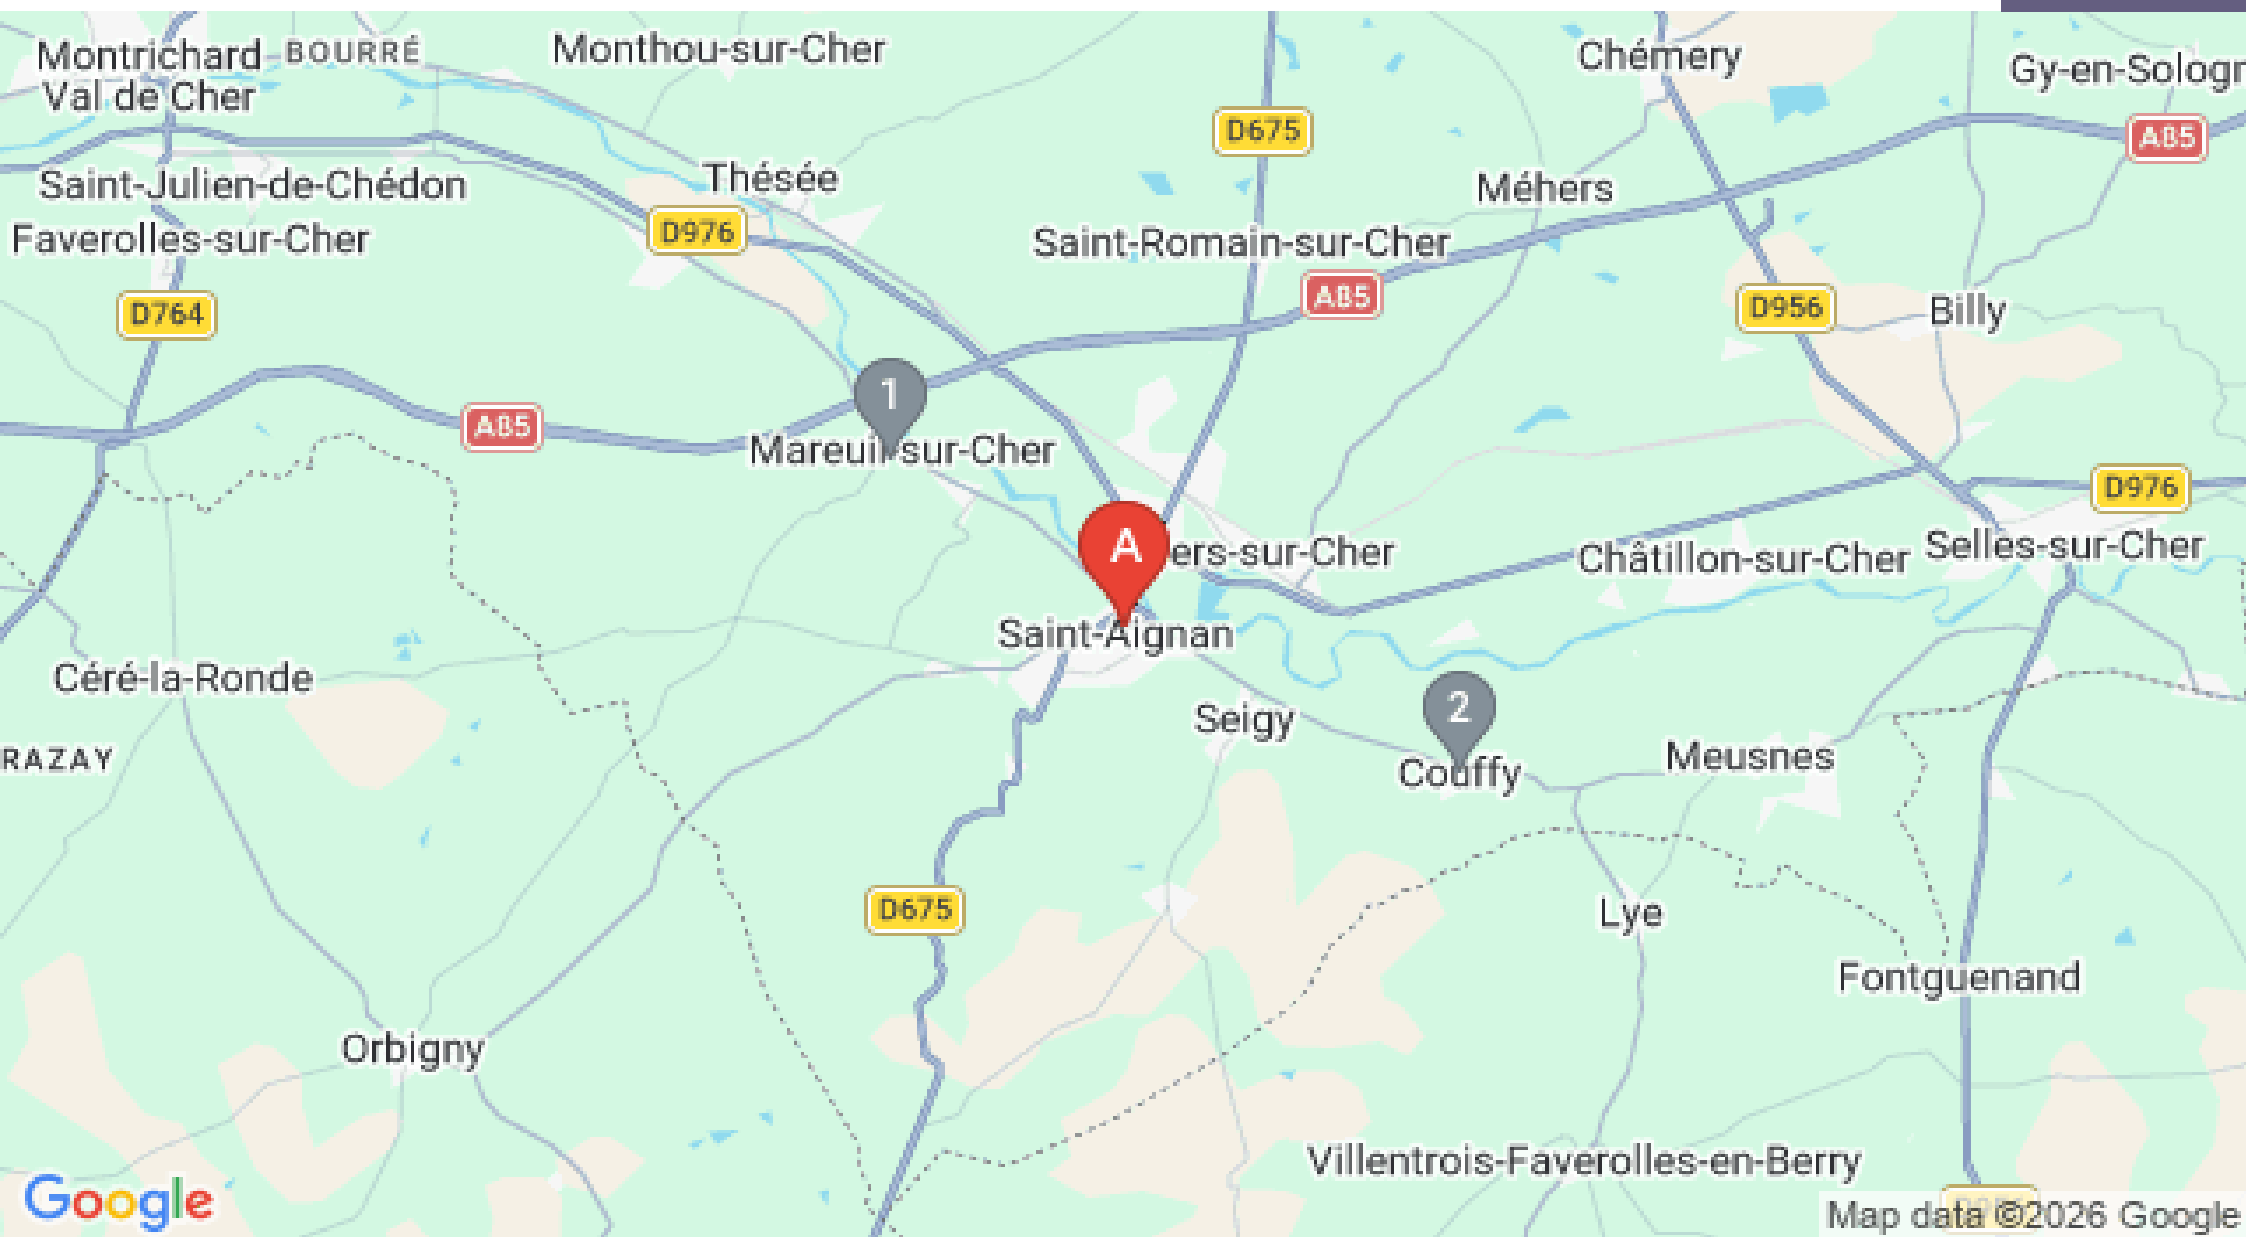 Montrichard
Val de Cher
BOURRÉ
Monthou-sur-Cher
Chémery
Gy-en-Sologr
D675
A85
Saint-Julien-de-Chédon
Thésée
Méhers
Faverolles-sur-Cher
D976
Saint-Romain-sur-Cher
D764
A85
D956
Billy
1
A85
Mareuil-sur-Cher
D976
A
ers-sur-Cher
Châtillon-sur-Cher
Selles-sur-Cher
Saint-Aignan
Céré-la-Ronde
2
Seigy
RAZAY
Couffy
Meusnes
D675
Lye
Fontguenand
Orbigny
Villentrois-Faverolles-en-Berry
Google
Map data ©2026 Google